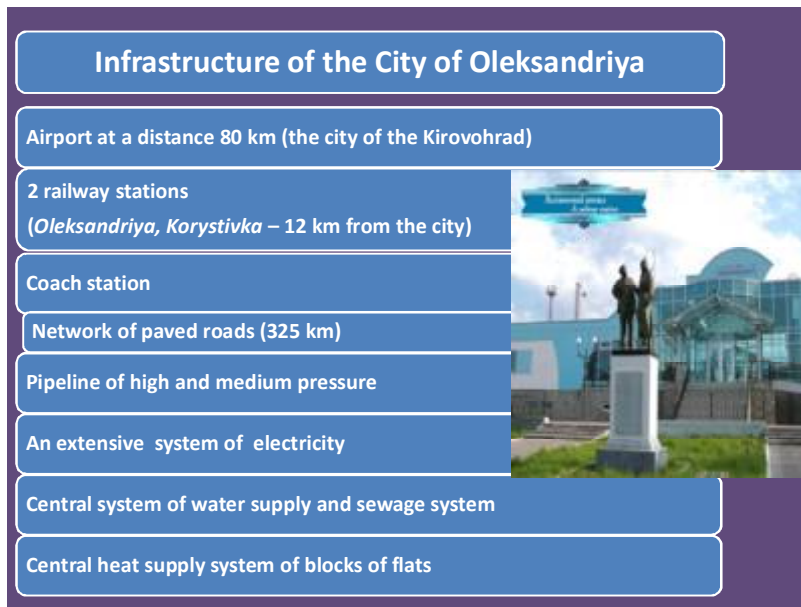 Infrastructure of the City of Oleksandriya
Airport at a distance 80 km (the city of the Kirovohrad)
2 railway stations
(Oleksandriya, Korystivka – 12 km from the city)
Coach station
Network of paved roads (325 km)
Pipeline of high and medium pressure
An extensive system of electricity
Central system of water supply and sewage system
Central heat supply system of blocks of flats